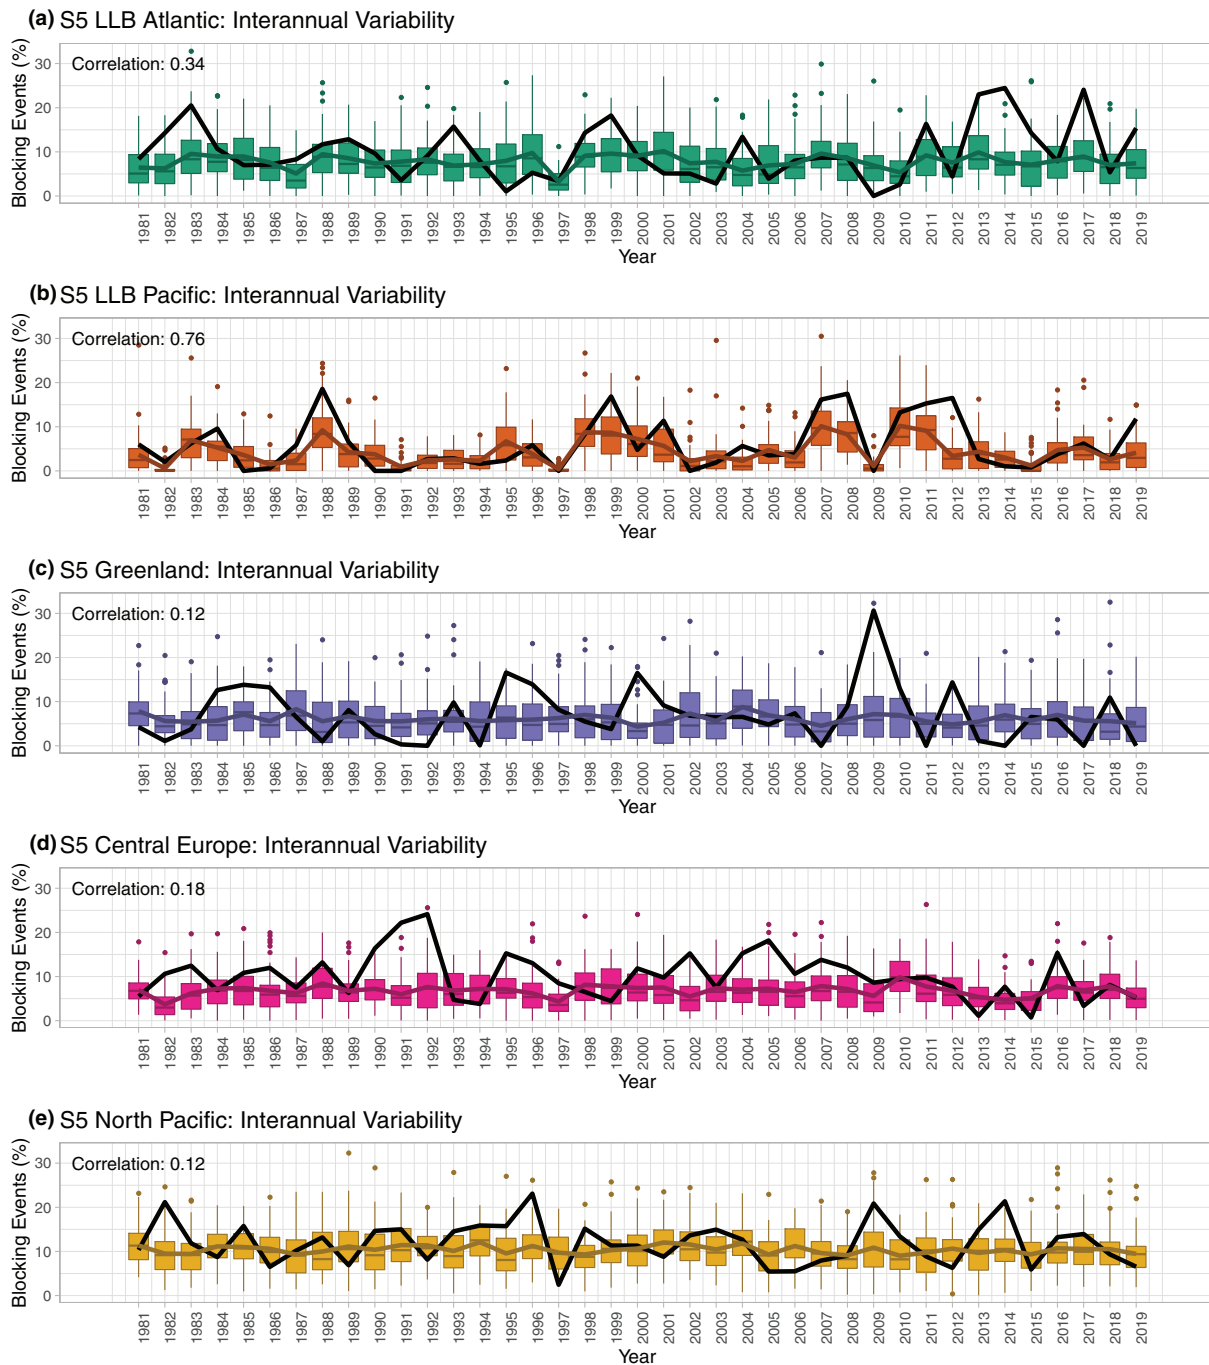 (a) S5 LLB Atlantic: Interannual Variability
Blocking Events (%)
Correlation: 0.34
30
20
10
0
1981 1982 1983 1984 1985 1986 1987 1988 1989 1990 1991 1992 1993 1994 1995 1996 1997 1998 1999 2000 2001 2002 2003 2004 2005 2006 2007 2008 2009 2010 2011 2012 2013 2014 2015 2016 2017 2018 2019
Year
(b) S5 LLB Pacific: Interannual Variability
Blocking Events (%)
Correlation: 0.76
30
20
10
0
1981 1982 1983 1984 1985 1986 1987 1988 1989 1990 1991 1992 1993 1994 1995 1996 1997 1998 1999 2000 2001 2002 2003 2004 2005 2006 2007 2008 2009 2010 2011 2012 2013 2014 2015 2016 2017 2018 2019
Year
(c) S5 Greenland: Interannual Variability
Blocking Events (%)
Correlation: 0.12
30
20
10
0
1981 1982 1983 1984 1985 1986 1987 1988 1989 1990 1991 1992 1993 1994 1995 1996 1997 1998 1999 2000 2001 2002 2003 2004 2005 2006 2007 2008 2009 2010 2011 2012 2013 2014 2015 2016 2017 2018 2019
Year
(d) S5 Central Europe: Interannual Variability
Blocking Events (%)
Correlation: 0.18
30
20
10
0
1981 1982 1983 1984 1985 1986 1987 1988 1989 1990 1991 1992 1993 1994 1995 1996 1997 1998 1999 2000 2001 2002 2003 2004 2005 2006 2007 2008 2009 2010 2011 2012 2013 2014 2015 2016 2017 2018 2019
Year
(e) S5 North Pacific: Interannual Variability
Blocking Events (%)
Correlation: 0.12
30
20
10
0
1981 1982 1983 1984 1985 1986 1987 1988 1989 1990 1991 1992 1993 1994 1995 1996 1997 1998 1999 2000 2001 2002 2003 2004 2005 2006 2007 2008 2009 2010 2011 2012 2013 2014 2015 2016 2017 2018 2019
Year